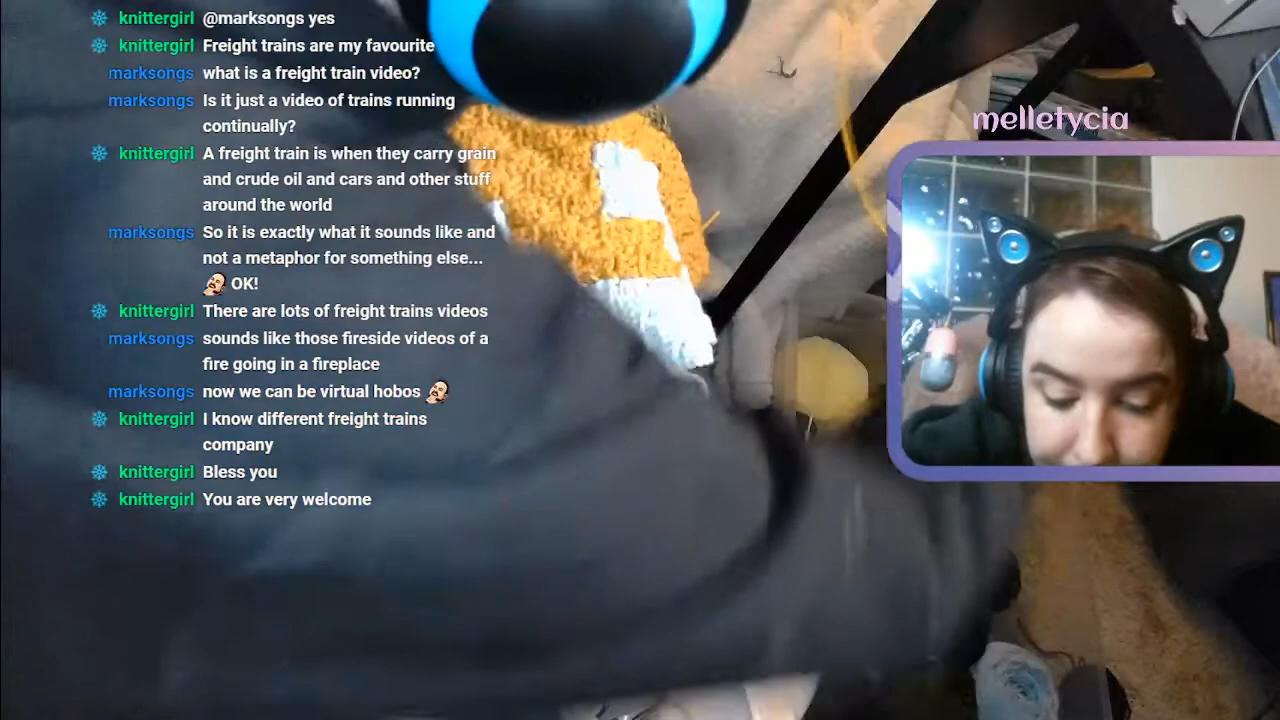 knittergirl @marksongs yes
knittergirl Freight trains are my favourite
marksongs what is a freight train video?
marksongs Is it just a video of trains running
continually?
knittergirl A freight train is when they carry grain
and crude oil and cars and other stuff
around the world
marksongs So it is exactly what it sounds like and
not a metaphor for something else...
OK!
knittergirl There are lots of freight trains videos
marksongs sounds like those fireside videos of a
fire going in a fireplace
marksongs now we can be virtual hobos
knittergirl I know different freight trains
company
knittergirl Bless you
knittergirl You are very welcome
melletycia